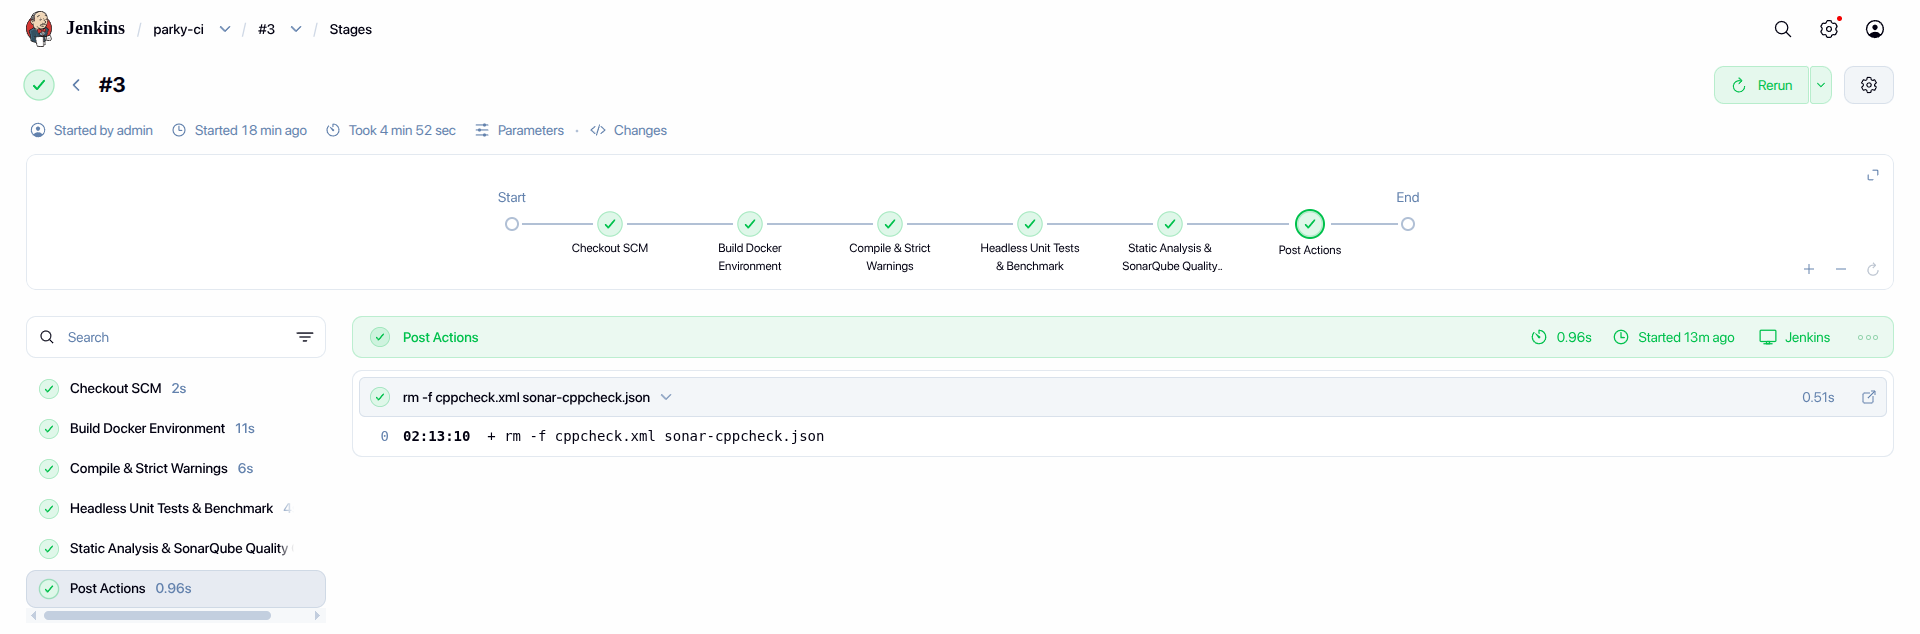 Jenkins / parky-ci / #3 / Stages
#3
Rerun
Started by admin Started 18 min ago Took 4 min 52 sec Parameters · Changes
Start
End
Checkout SCM
Build Docker
Environment
Compile & Strict
Warnings
Headless Unit Tests
& Benchmark
Static Analysis &
SonarQube Quality..
Post Actions
Search
Checkout SCM 2s
Build Docker Environment 11s
Compile & Strict Warnings 6s
Headless Unit Tests & Benchmark 4
Static Analysis & SonarQube Quality
Post Actions 0.96s
Post Actions 0.96s Started 13m ago Jenkins
rm -f cppcheck.xml sonar-cppcheck.json 0.51s
0 02:13:10 + rm -f cppcheck.xml sonar-cppcheck.json